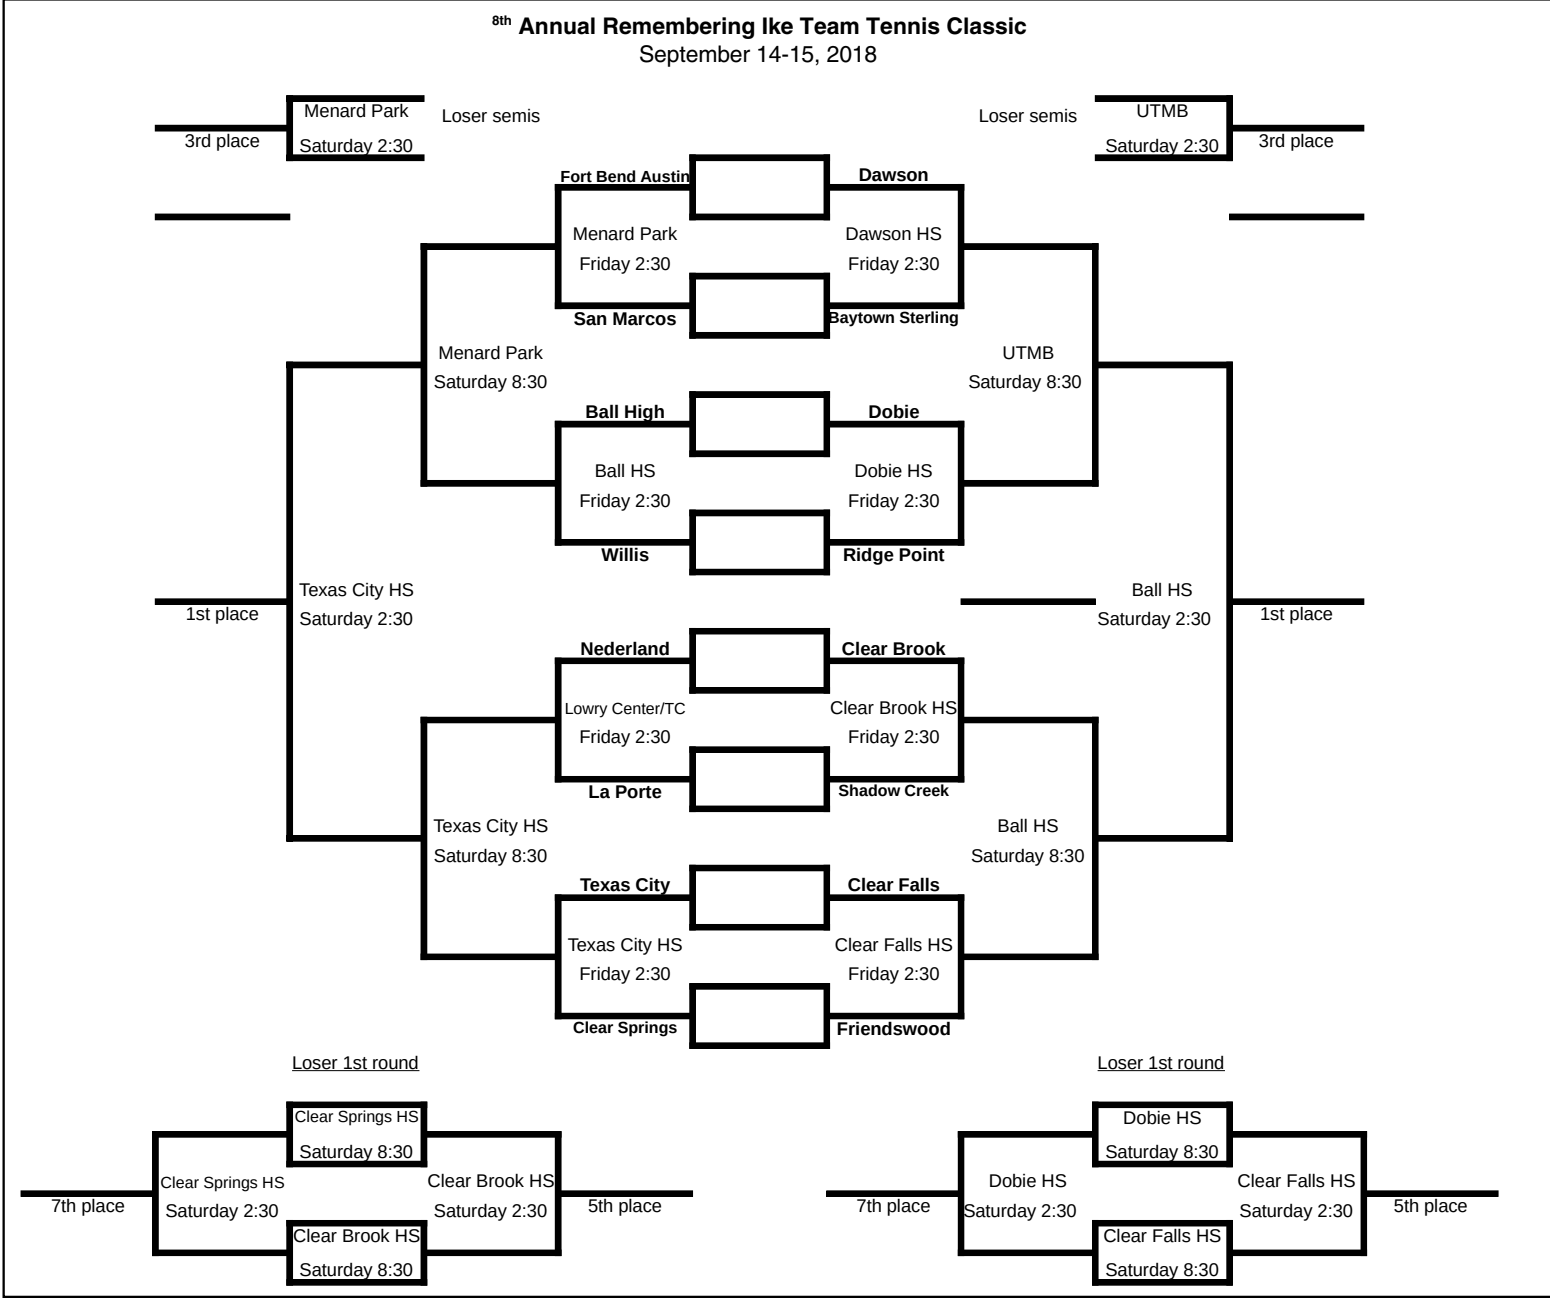 8th Annual Remembering Ike Team Tennis Classic
September 14-15, 2018
Menard Park
Loser semis
Loser semis
UTMB
3rd place
Saturday 2:30
Saturday 2:30
3rd place
Fort Bend Austin
Dawson
Menard Park
Dawson HS
Friday 2:30
Friday 2:30
San Marcos
Baytown Sterling
Menard Park
UTMB
Saturday 8:30
Saturday 8:30
Ball High
Dobie
Ball HS
Dobie HS
Friday 2:30
Friday 2:30
Willis
Ridge Point
Texas City HS
Ball HS
1st place
Saturday 2:30
Saturday 2:30
1st place
Nederland
Clear Brook
Lowry Center/TC
Clear Brook HS
Friday 2:30
Friday 2:30
La Porte
Shadow Creek
Texas City HS
Ball HS
Saturday 8:30
Saturday 8:30
Texas City
Clear Falls
Texas City HS
Clear Falls HS
Friday 2:30
Friday 2:30
Clear Springs
Friendswood
Loser 1st round
Loser 1st round
Clear Springs HS
Dobie HS
Saturday 8:30
Saturday 8:30
Clear Springs HS
Clear Brook HS
Dobie HS
Clear Falls HS
7th place
Saturday 2:30
Saturday 2:30
5th place
7th place
Saturday 2:30
Saturday 2:30
5th place
Clear Brook HS
Clear Falls HS
Saturday 8:30
Saturday 8:30